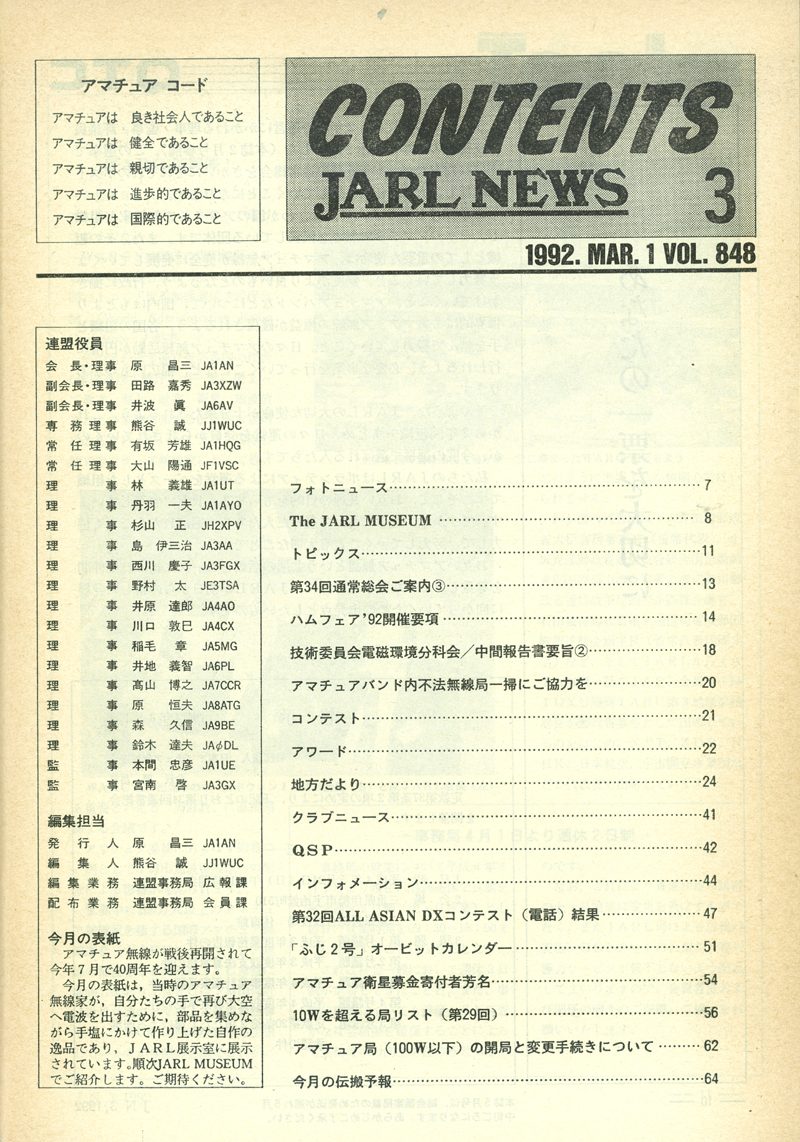 アマチュア コード
アマチュアは 良き社会人であること
アマチュアは 健全であること
アマチュアは 親切であること
アマチュアは 進歩的であること
アマチュアは 国際的であること
CONTENTS
JARL NEWS 3
1992. MAR. 1 VOL. 848
連盟役員
会長・理事 原 昌三 JA1AN
副会長・理事 田路 嘉秀 JA3XZW
副会長・理事 井波 眞 JA6AV
専務理事 熊谷 誠 JJ1WUC
常任理事 有坂 芳雄 JA1HQG
常任理事 大山 陽通 JF1VSC
理事 林 義雄 JA1UT
理事 丹羽 一夫 JA1AYO
理事 杉山 正 JH2XPV
理事 島 伊三治 JA3AA
理事 西川 慶子 JA3FGX
理事 野村 太 JE3TSA
理事 井原 達郎 JA4AO
理事 川口 敦巳 JA4CX
理事 稲毛 章 JA5MG
理事 井地 義智 JA6PL
理事 髙山 博之 JA7CCR
理事 原 恒夫 JA8ATG
理事 森 久信 JA9BE
理事 鈴木 達夫 JAφDL
監事 本間 忠彦 JA1UE
監事 宮南 啓 JA3GX
編集担当
発行人 原 昌三 JA1AN
編集人 熊谷 誠 JJ1WUC
編集業務 連盟事務局 広報課
配布業務 連盟事務局 会員課
今月の表紙
アマチュア無線が戦後再開されて
今年７月で40周年を迎えます。
今月の表紙は，当時のアマチュア
無線家が，自分たちの手で再び大空
へ電波を出すために，部品を集めな
がら手塩にかけて作り上げた自作の
逸品であり，ＪＡＲＬ展示室に展示
されています。順次JARL MUSEUM
でご紹介します。ご期待ください。
フォトニュース……7
The JARL MUSEUM……8
トピックス……11
第34回通常総会ご案内③……13
ハムフェア'92開催要項……14
技術委員会電磁環境分科会／中間報告書要旨②……18
アマチュアバンド内不法無線局一掃にご協力を……20
コンテスト……21
アワード……22
地方だより……24
クラブニュース……41
QSP……42
インフォメーション……44
第32回ALL ASIAN DXコンテスト（電話）結果……47
「ふじ２号」オービットカレンダー……51
アマチュア衛星募金寄付者芳名……54
10Wを超える局リスト（第29回）……56
アマチュア局（100W以下）の開局と変更手続きについて……62
今月の伝搬予報……64